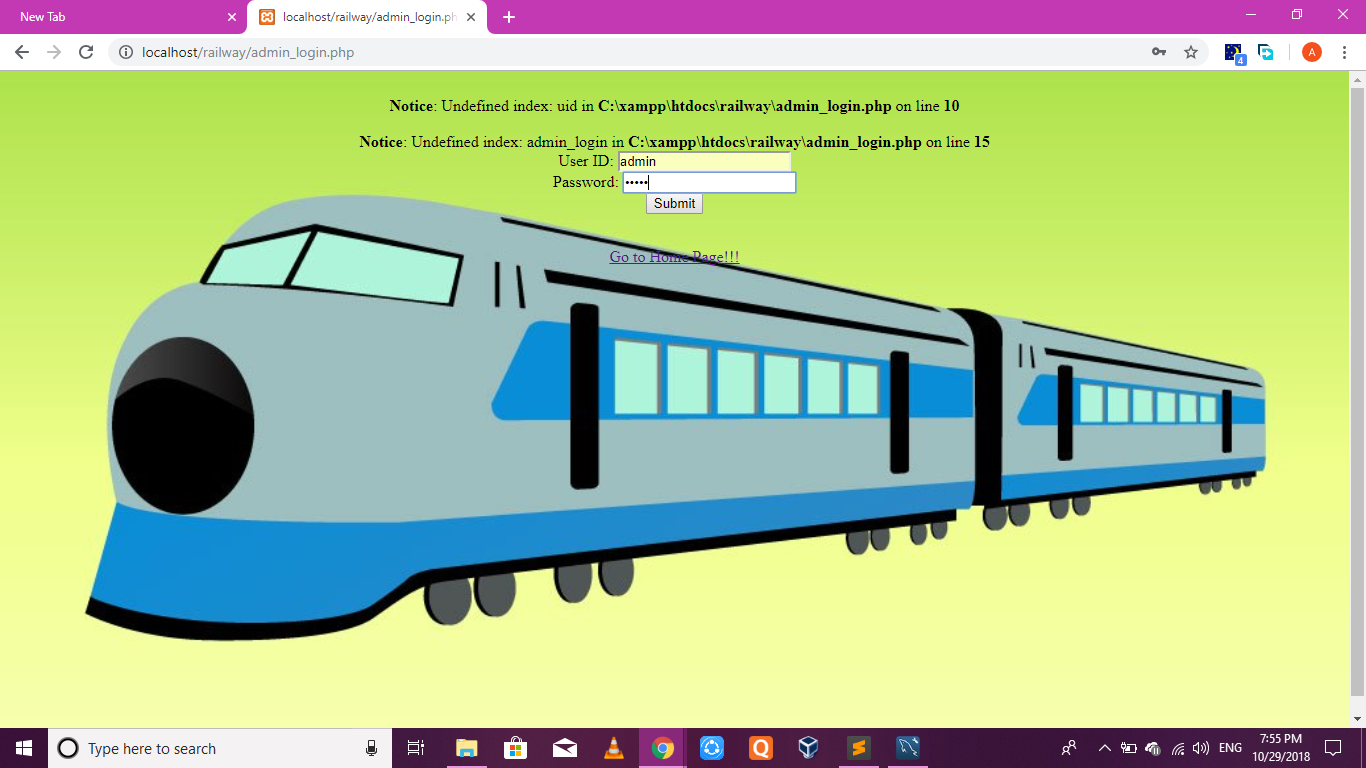 New Tab
localhost/railway/admin_login.ph
localhost/railway/admin_login.php
4
A
Notice: Undefined index: uid in C:\xampp\htdocs\railway\admin_login.php on line 10
Notice: Undefined index: admin_login in C:\xampp\htdocs\railway\admin_login.php on line 15
User ID: admin
Password: •••••
Submit
Go to Home Page!!!
Type here to search
ENG
7:55 PM
10/29/2018